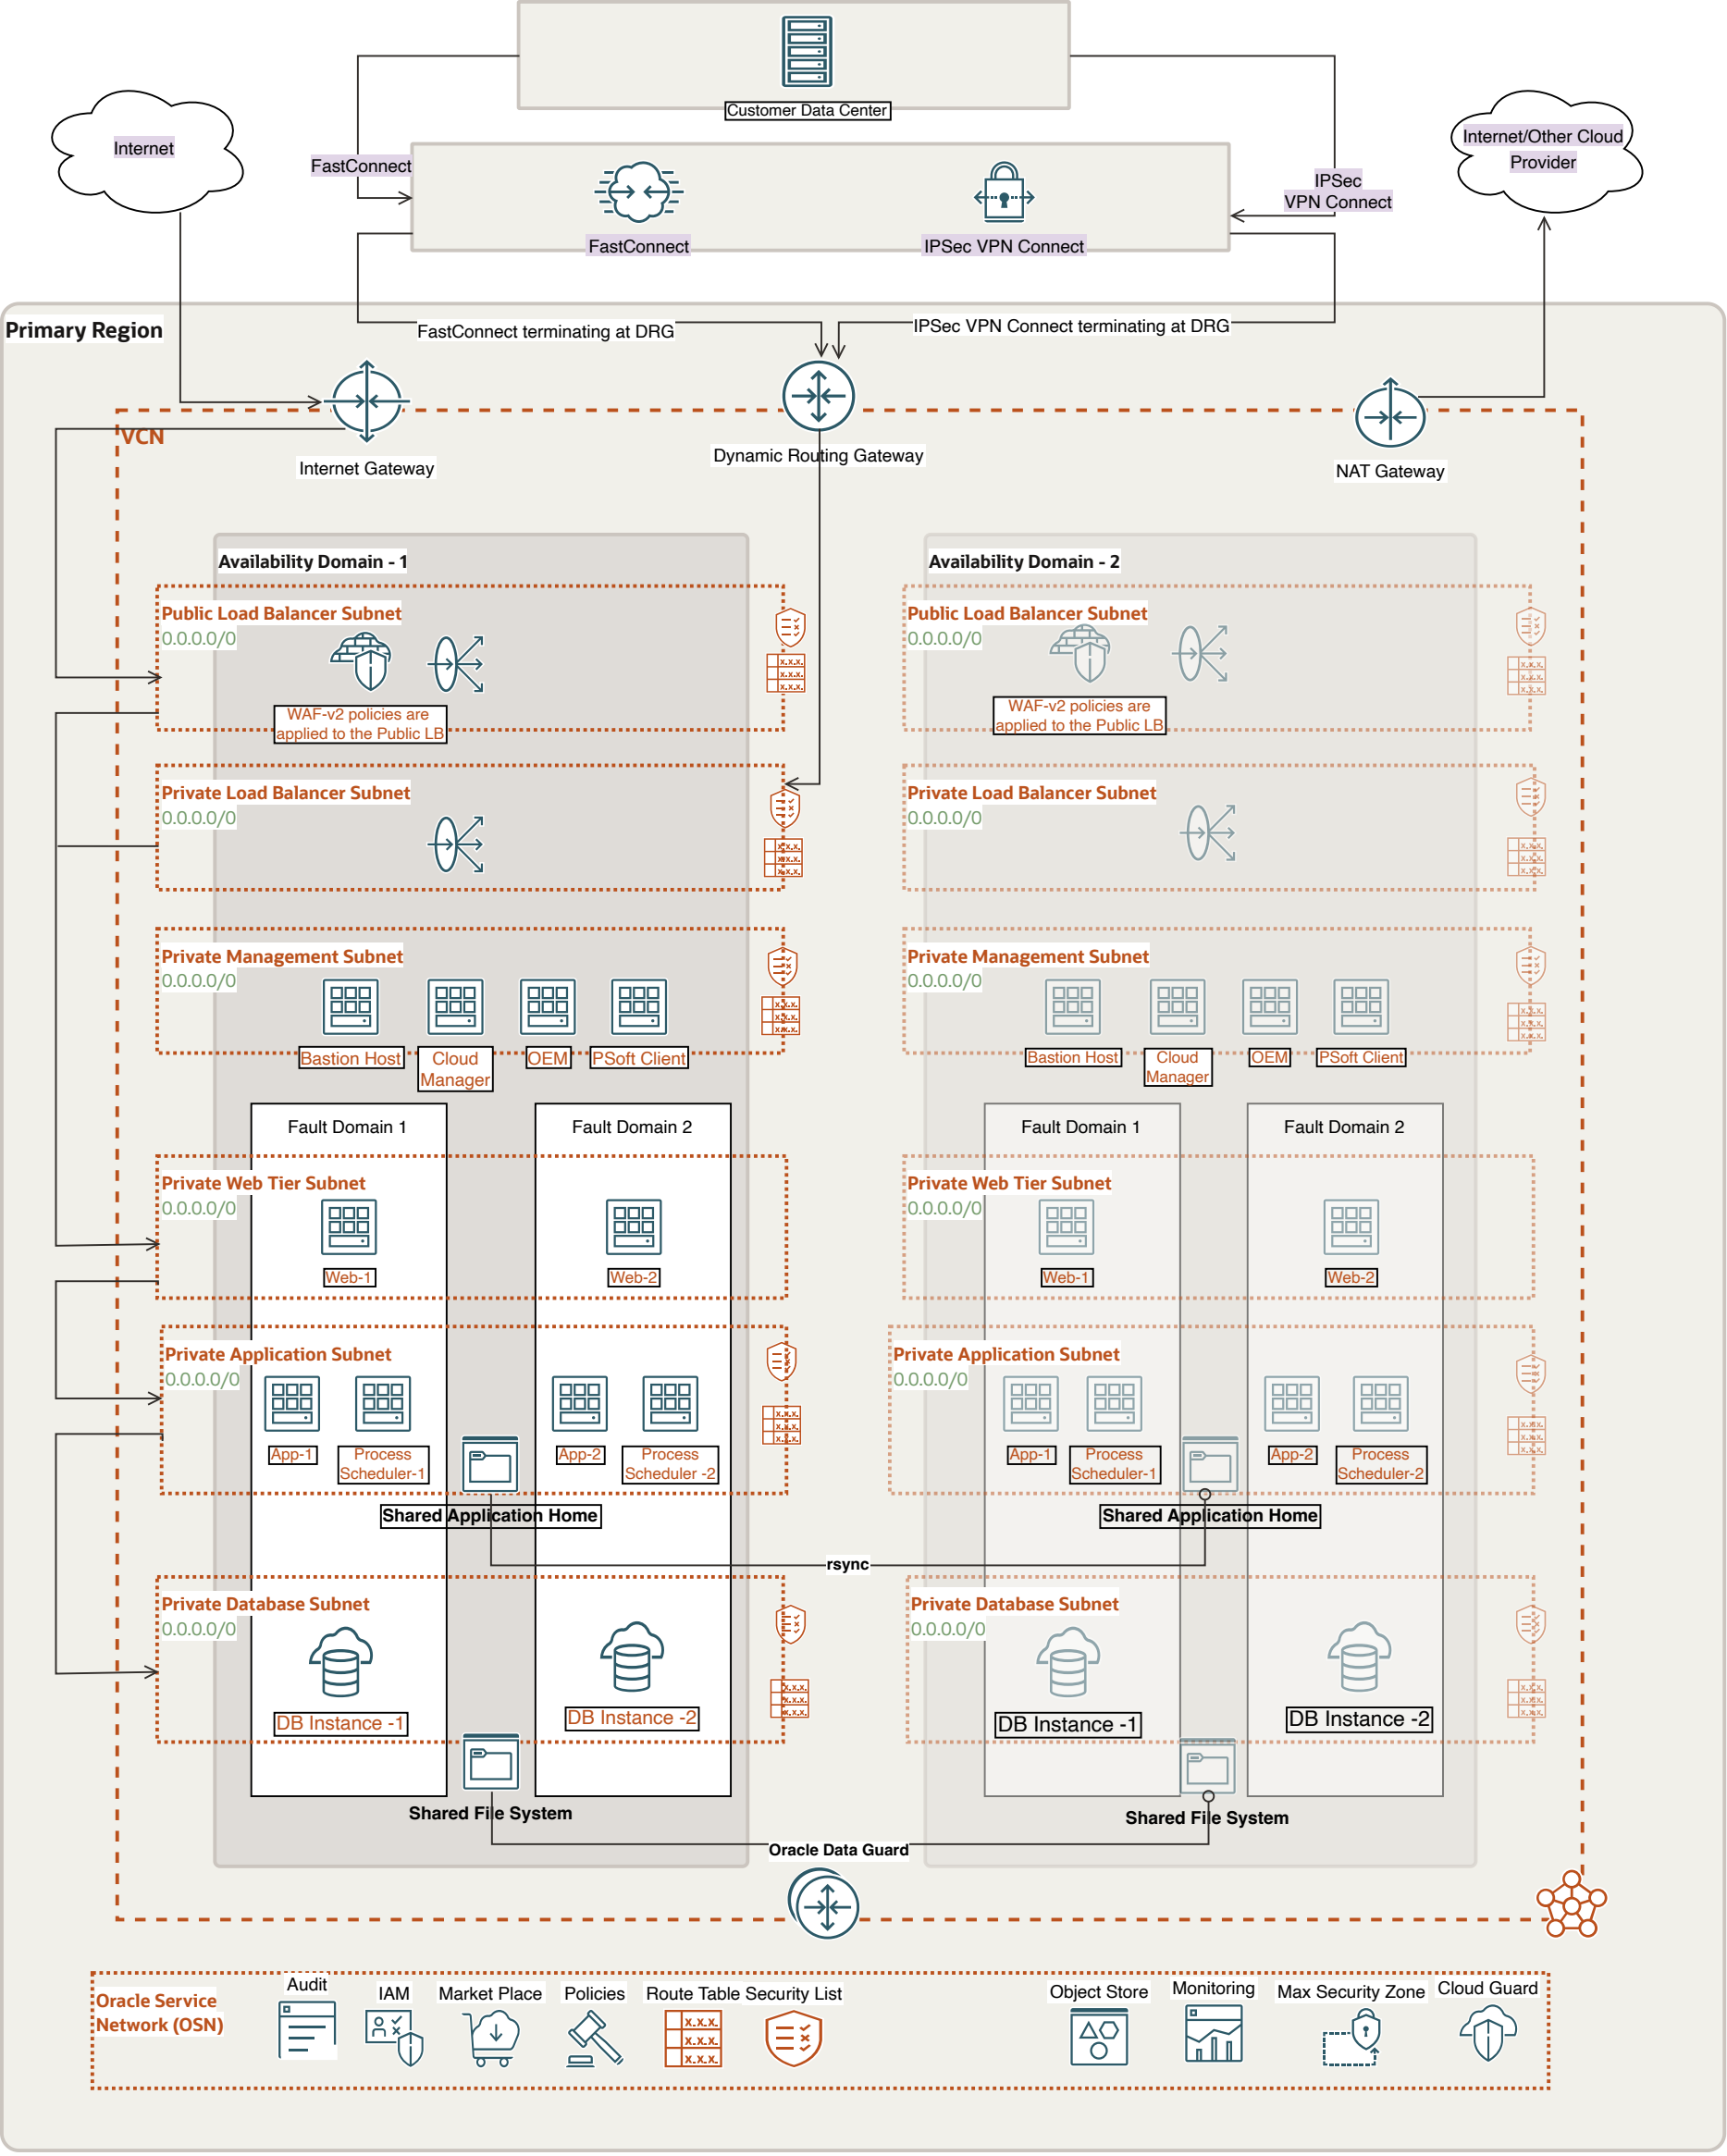 Customer Data Center
Internet
FastConnect
Internet/Other Cloud
Provider
IPSec
VPN Connect
FastConnect
IPSec VPN Connect
Primary Region
FastConnect terminating at DRG
IPSec VPN Connect terminating at DRG
VCN
Internet Gateway
Dynamic Routing Gateway
NAT Gateway
Availability Domain - 1
Public Load Balancer Subnet
0.0.0.0/0
WAF-v2 policies are
applied to the Public LB
x.x.x.
x.x.x.
x.x.x.
Private Load Balancer Subnet
0.0.0.0/0
x.x.x.
x.x.x.
x.x.x.
Private Management Subnet
0.0.0.0/0
Bastion Host
Cloud
Manager
OEM
PSoft Client
x.x.x.
x.x.x.
x.x.x.
Fault Domain 1
Fault Domain 2
Private Web Tier Subnet
0.0.0.0/0
Web-1
Web-2
Private Application Subnet
0.0.0.0/0
App-1
Process
Scheduler-1
App-2
Process
Scheduler -2
x.x.x.
x.x.x.
x.x.x.
Shared Application Home
rsync
Private Database Subnet
0.0.0.0/0
DB Instance -1
DB Instance -2
x.x.x.
x.x.x.
x.x.x.
Shared File System
Oracle Data Guard
Availability Domain - 2
Public Load Balancer Subnet
0.0.0.0/0
WAF-v2 policies are
applied to the Public LB
x.x.x.
x.x.x.
x.x.x.
Private Load Balancer Subnet
0.0.0.0/0
x.x.x.
x.x.x.
x.x.x.
Private Management Subnet
0.0.0.0/0
Bastion Host
Cloud
Manager
OEM
PSoft Client
x.x.x.
x.x.x.
x.x.x.
Fault Domain 1
Fault Domain 2
Private Web Tier Subnet
0.0.0.0/0
Web-1
Web-2
Private Application Subnet
0.0.0.0/0
App-1
Process
Scheduler-1
App-2
Process
Scheduler-2
x.x.x.
x.x.x.
x.x.x.
Shared Application Home
Private Database Subnet
0.0.0.0/0
DB Instance -1
DB Instance -2
x.x.x.
x.x.x.
x.x.x.
Shared File System
Oracle Service
Network (OSN)
Audit
IAM
Market Place
Policies
Route Table
x.x.x.
x.x.x.
x.x.x.
Security List
Object Store
Monitoring
Max Security Zone
Cloud Guard